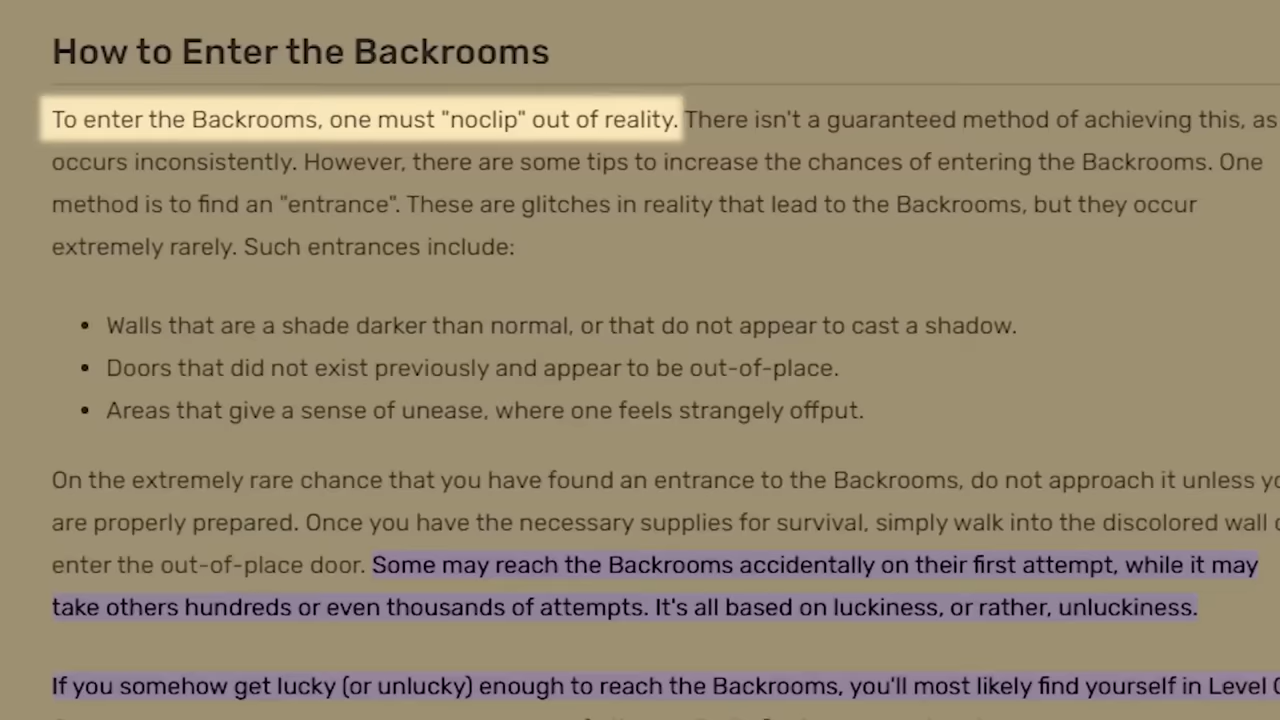 How to Enter the Backrooms
To enter the Backrooms, one must "noclip" out of reality. There isn't a guaranteed method of achieving this, as
occurs inconsistently. However, there are some tips to increase the chances of entering the Backrooms. One
method is to find an "entrance". These are glitches in reality that lead to the Backrooms, but they occur
extremely rarely. Such entrances include:
• Walls that are a shade darker than normal, or that do not appear to cast a shadow.
• Doors that did not exist previously and appear to be out-of-place.
• Areas that give a sense of unease, where one feels strangely offput.
On the extremely rare chance that you have found an entrance to the Backrooms, do not approach it unless
are properly prepared. Once you have the necessary supplies for survival, simply walk into the discolored wall
enter the out-of-place door. Some may reach the Backrooms accidentally on their first attempt, while it may
take others hundreds or even thousands of attempts. It's all based on luckiness, or rather, unluckiness.
If you somehow get lucky (or unlucky) enough to reach the Backrooms, you'll most likely find yourself in Level